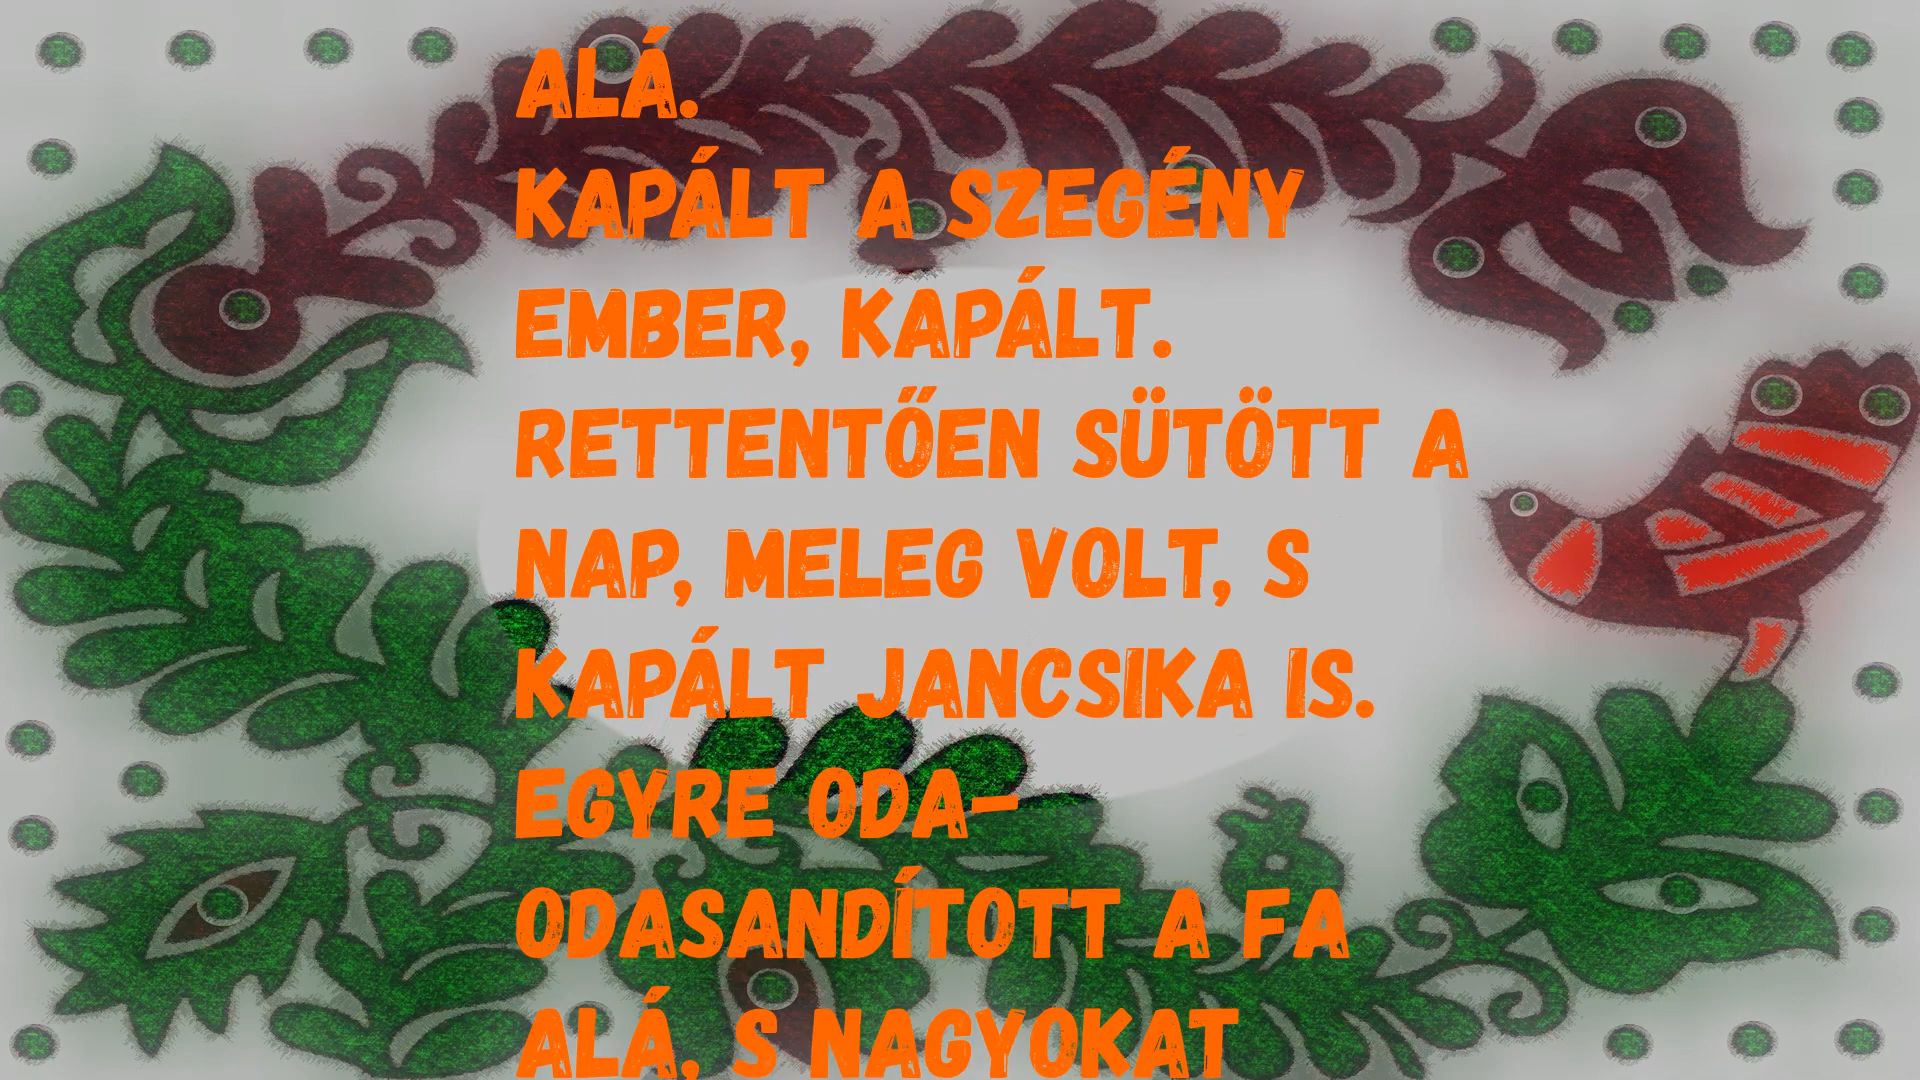 ALÁ.
KAPÁLT A SZEGÉNY
EMBER, KAPÁLT.
RETTENTŐEN SÜTÖTT A
NAP, MELEG VOLT, S
KAPÁLT JANCSIKA IS.
EGYRE ODA-
ODASANDÍTOTT A FA
ALÁ, S NAGYOKAT